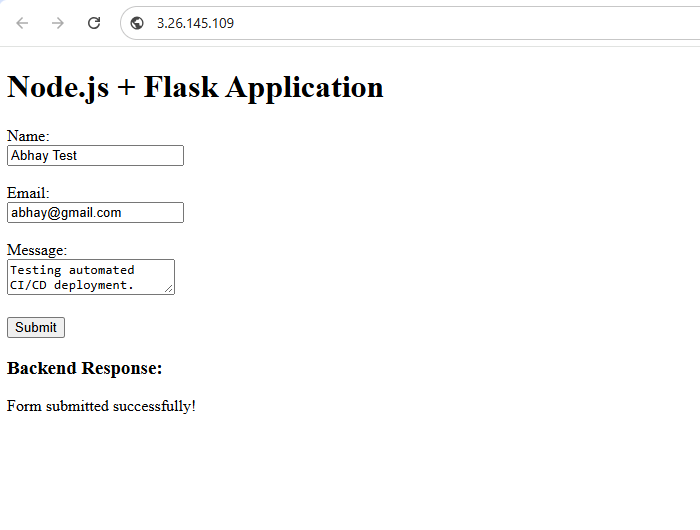 3.26.145.109
Node.js + Flask Application
Name:
Abhay Test
Email:
abhay@gmail.com
Message:
Testing automated
CI/CD deployment.
Submit
Backend Response:
Form submitted successfully!